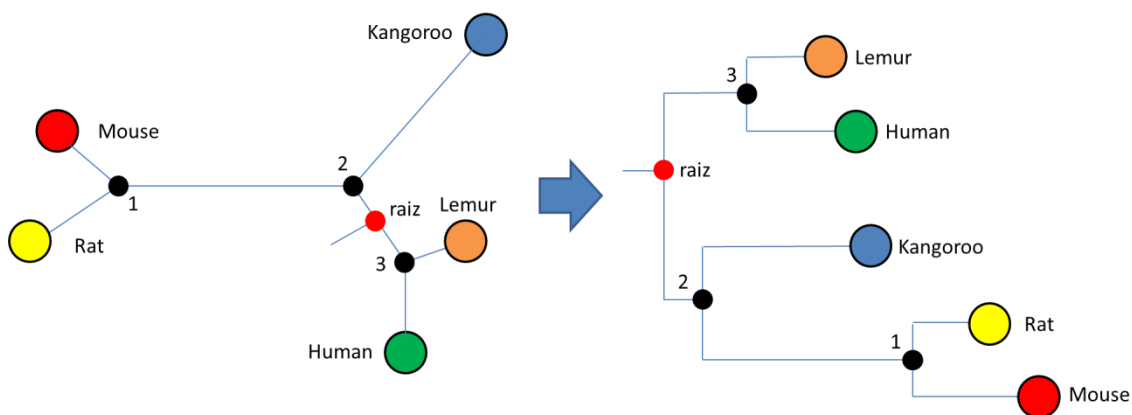 Kangoroo
Mouse
1
Rat
2
raiz
Lemur
3
Human
Lemur
3
Human
raiz
Kangoroo
2
Rat
1
Mouse